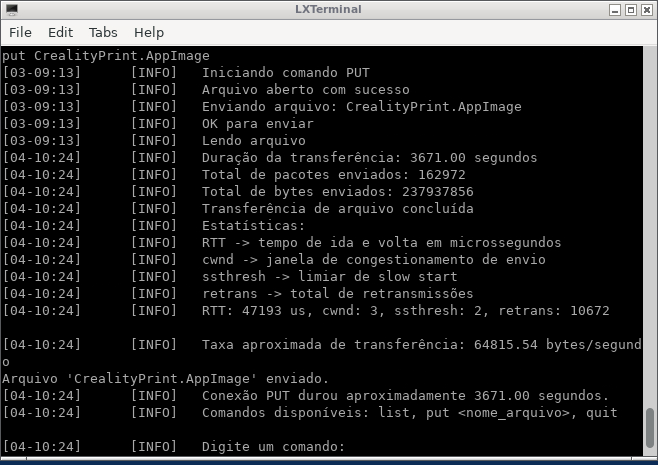 LXTerminal
File Edit Tabs Help
put CrealityPrint.AppImage
[03-09:13] [INFO] Iniciando comando PUT
[03-09:13] [INFO] Arquivo aberto com sucesso
[03-09:13] [INFO] Enviando arquivo: CrealityPrint.AppImage
[03-09:13] [INFO] OK para enviar
[03-09:13] [INFO] Lendo arquivo
[04-10:24] [INFO] Duração da transferência: 3671.00 segundos
[04-10:24] [INFO] Total de pacotes enviados: 162972
[04-10:24] [INFO] Total de bytes enviados: 237937856
[04-10:24] [INFO] Transferência de arquivo concluída
[04-10:24] [INFO] Estatísticas:
[04-10:24] [INFO] RTT -> tempo de ida e volta em microssegundos
[04-10:24] [INFO] cwnd -> janela de congestionamento de envio
[04-10:24] [INFO] ssthresh -> limiar de slow start
[04-10:24] [INFO] retrans -> total de retransmissões
[04-10:24] [INFO] RTT: 47193 us, cwnd: 3, ssthresh: 2, retrans: 10672
[04-10:24] [INFO] Taxa aproximada de transferência: 64815.54 bytes/segund
o
Arquivo 'CrealityPrint.AppImage' enviado.
[04-10:24] [INFO] Conexão PUT durou aproximadamente 3671.00 segundos.
[04-10:24] [INFO] Comandos disponíveis: list, put <nome_arquivo>, quit
[04-10:24] [INFO] Digite um comando: